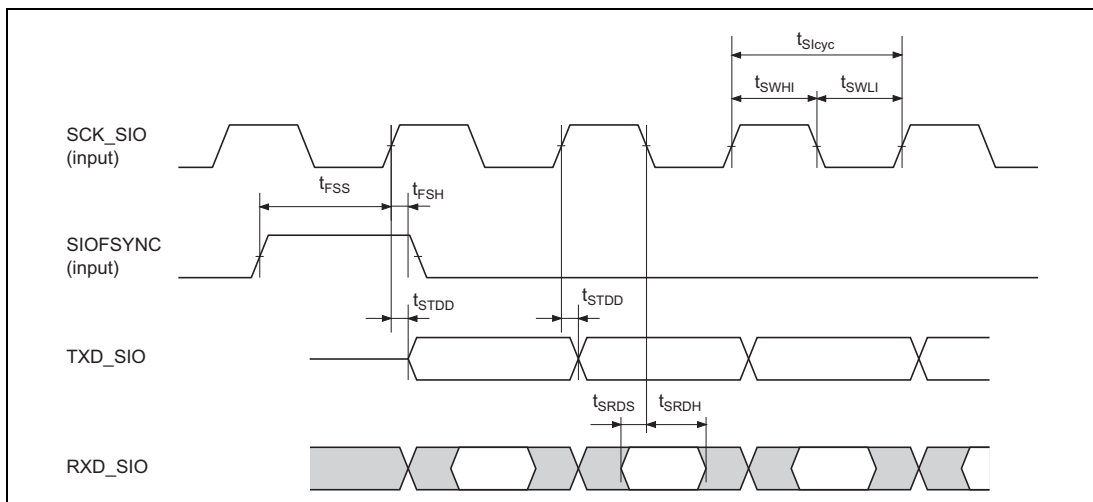 tSIcyc
tSWHI tSWLI
SCK_SIO
(input)
tFSS tFSH
SIOFSYNC
(input)
tSTDD tSTDD
TXD_SIO
tSRDS tSRDH
RXD_SIO